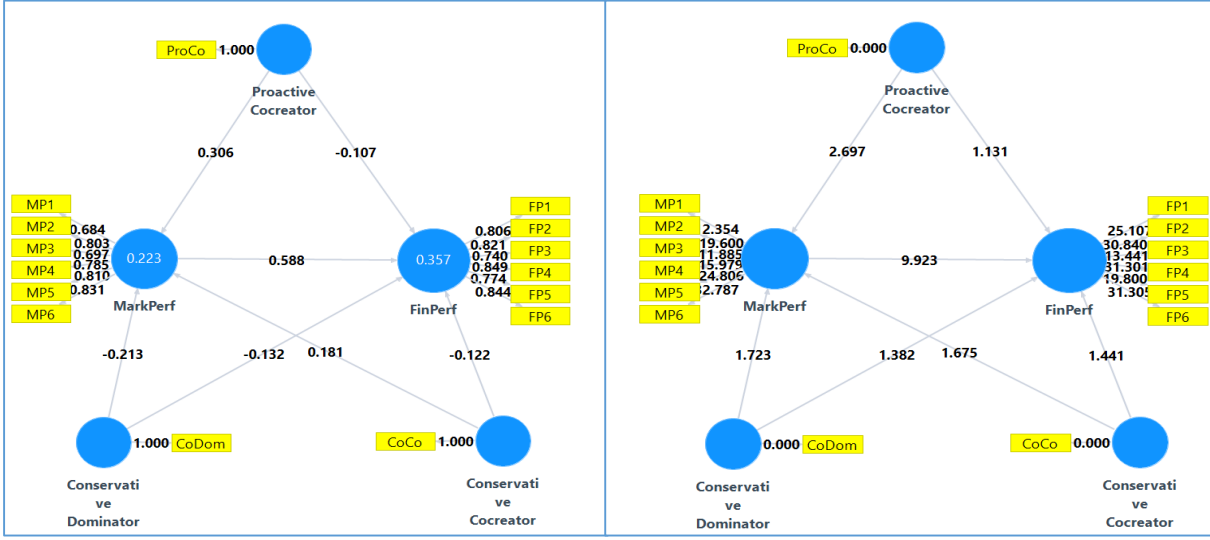 ProCo
1.000
Proactive
Cocreator
0.306
-0.107
MP1
MP2
MP3
MP4
MP5
MP6
0.684
0.803
0.697
0.785
0.810
0.831
0.223
MarkPerf
0.588
0.357
FinPerf
0.806
0.821
0.740
0.849
0.774
0.844
FP1
FP2
FP3
FP4
FP5
FP6
-0.213
-0.132
0.181
-0.122
1.000
CoDom
CoCo
1.000
Conservati
ve
Dominator
Conservati
ve
Cocreator
ProCo
0.000
Proactive
Cocreator
2.697
1.131
MP1
MP2
MP3
MP4
MP5
MP6
19.600
11.885
15.979
24.806
MarkPerf
9.923
FinPerf
25.107
30.840
13.441
31.301
19.800
31.305
FP1
FP2
FP3
FP4
FP5
FP6
1.723
1.382
1.675
1.441
0.000
CoDom
CoCo
0.000
Conservati
ve
Dominator
Conservati
ve
Cocreator